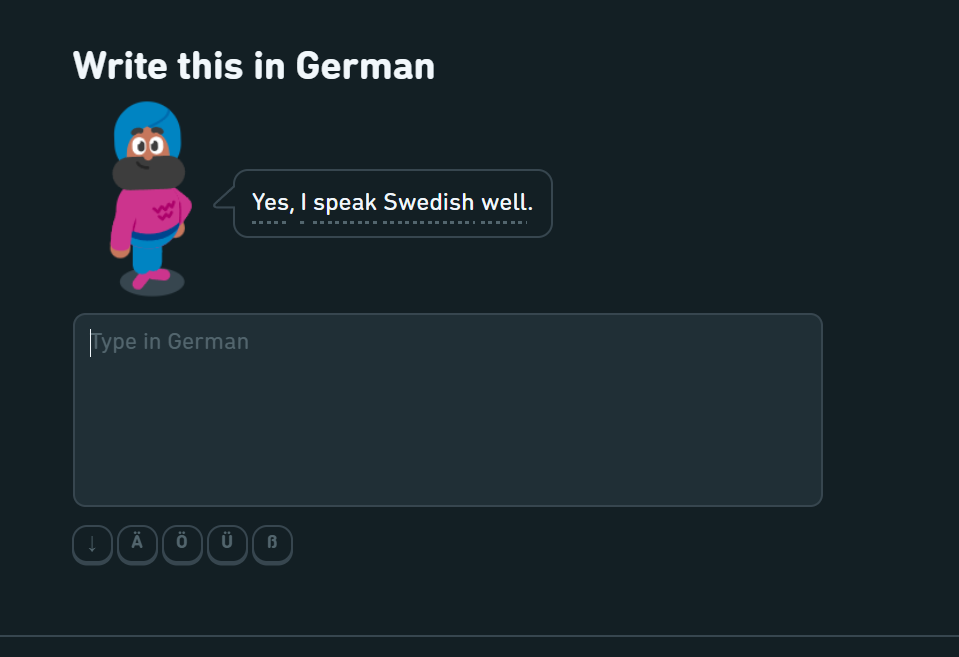 Write this in German
Yes, I speak Swedish well.
Type in German
↓ Ä Ö Ü ß